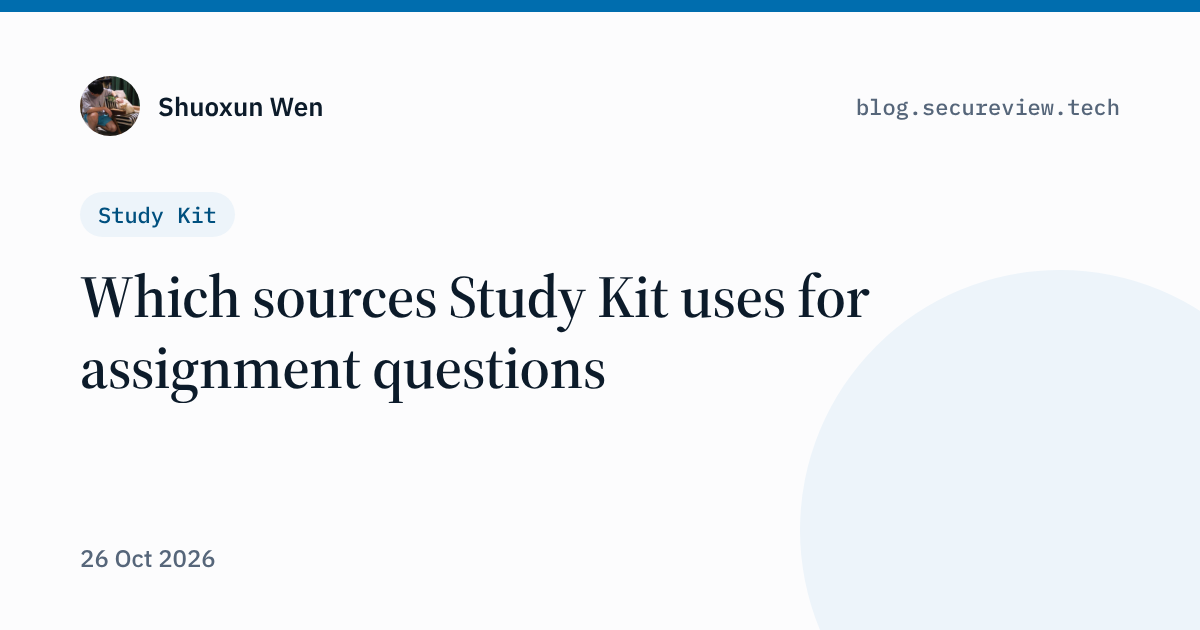 Shuoxun Wen
blog.secureview.tech
Study Kit
Which sources Study Kit uses for
assignment questions
26 Oct 2026